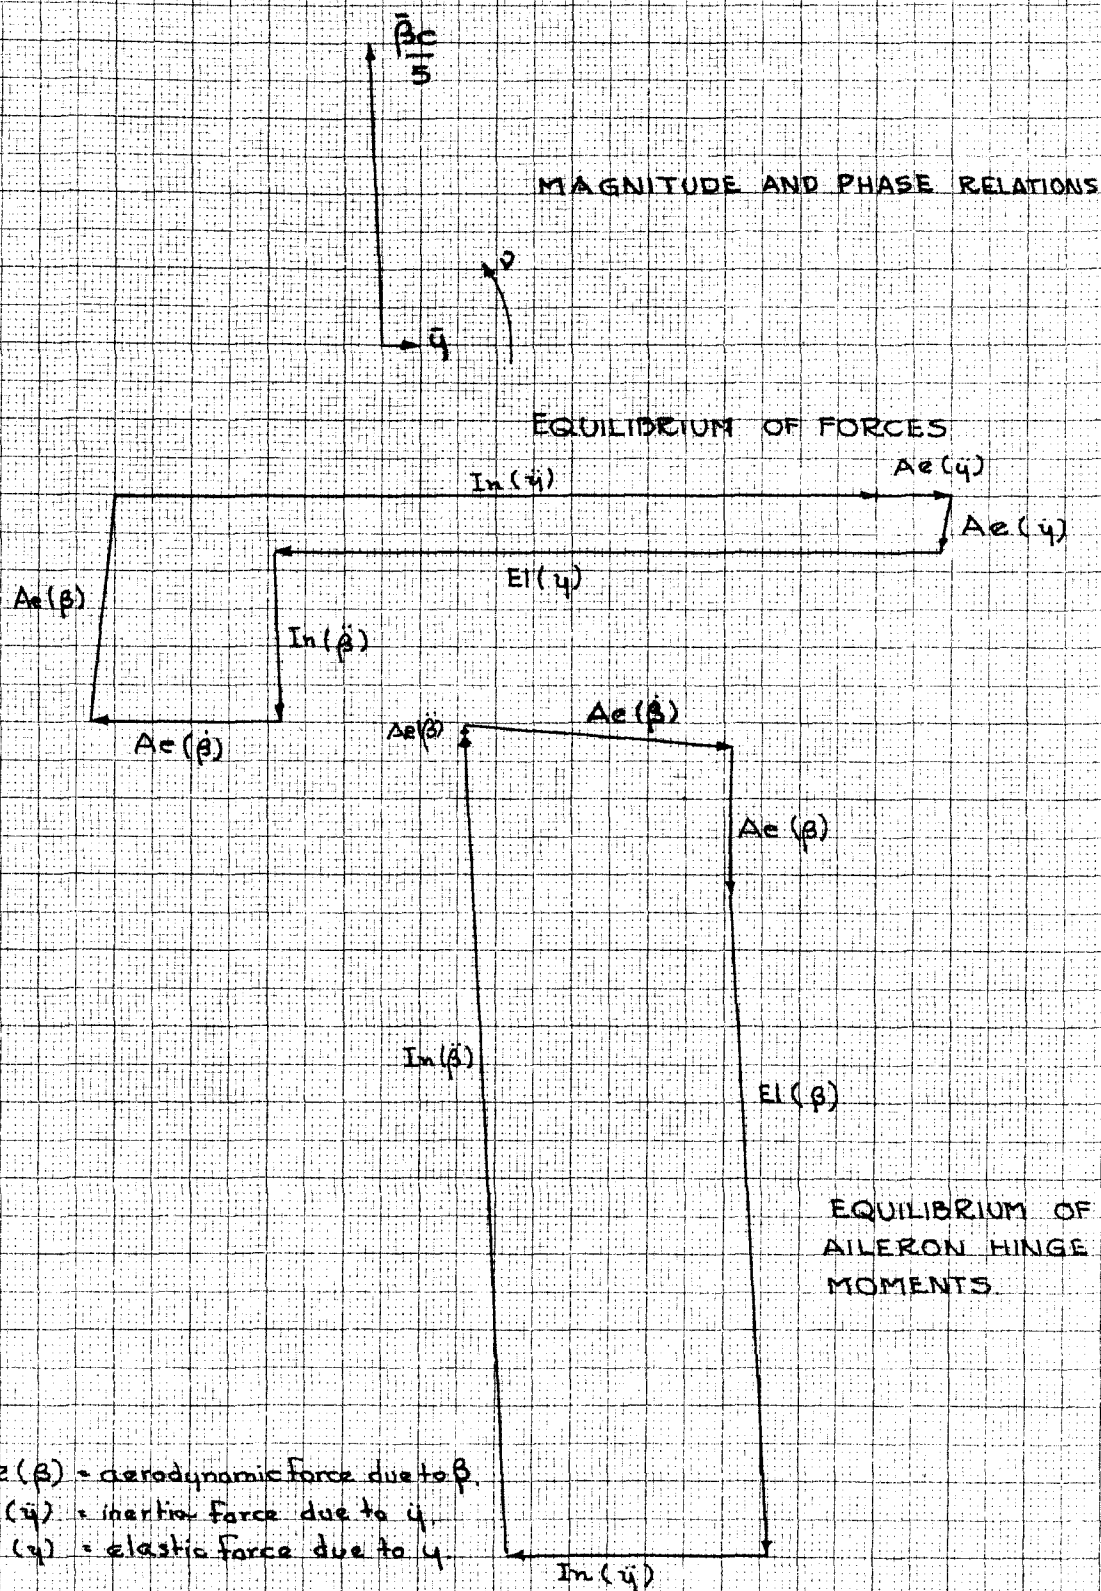 β̄c
5
MAGNITUDE AND PHASE RELATIONS
ν
ȳ
EQUILIBRIUM OF FORCES
Ae(ÿ)
In(ÿ)
Ae(ẏ)
El(y)
Ae(β)
In(β̈)
Ae(β̇)
Ae(β̈)
Ae(β̇)
Ae(β)
In(β̈)
El(β)
EQUILIBRIUM OF
AILERON HINGE
MOMENTS.
e(β) = aerodynamic force due to β.
(ÿ) = inertia force due to ÿ.
(y) = elastic force due to y.
In(ÿ)